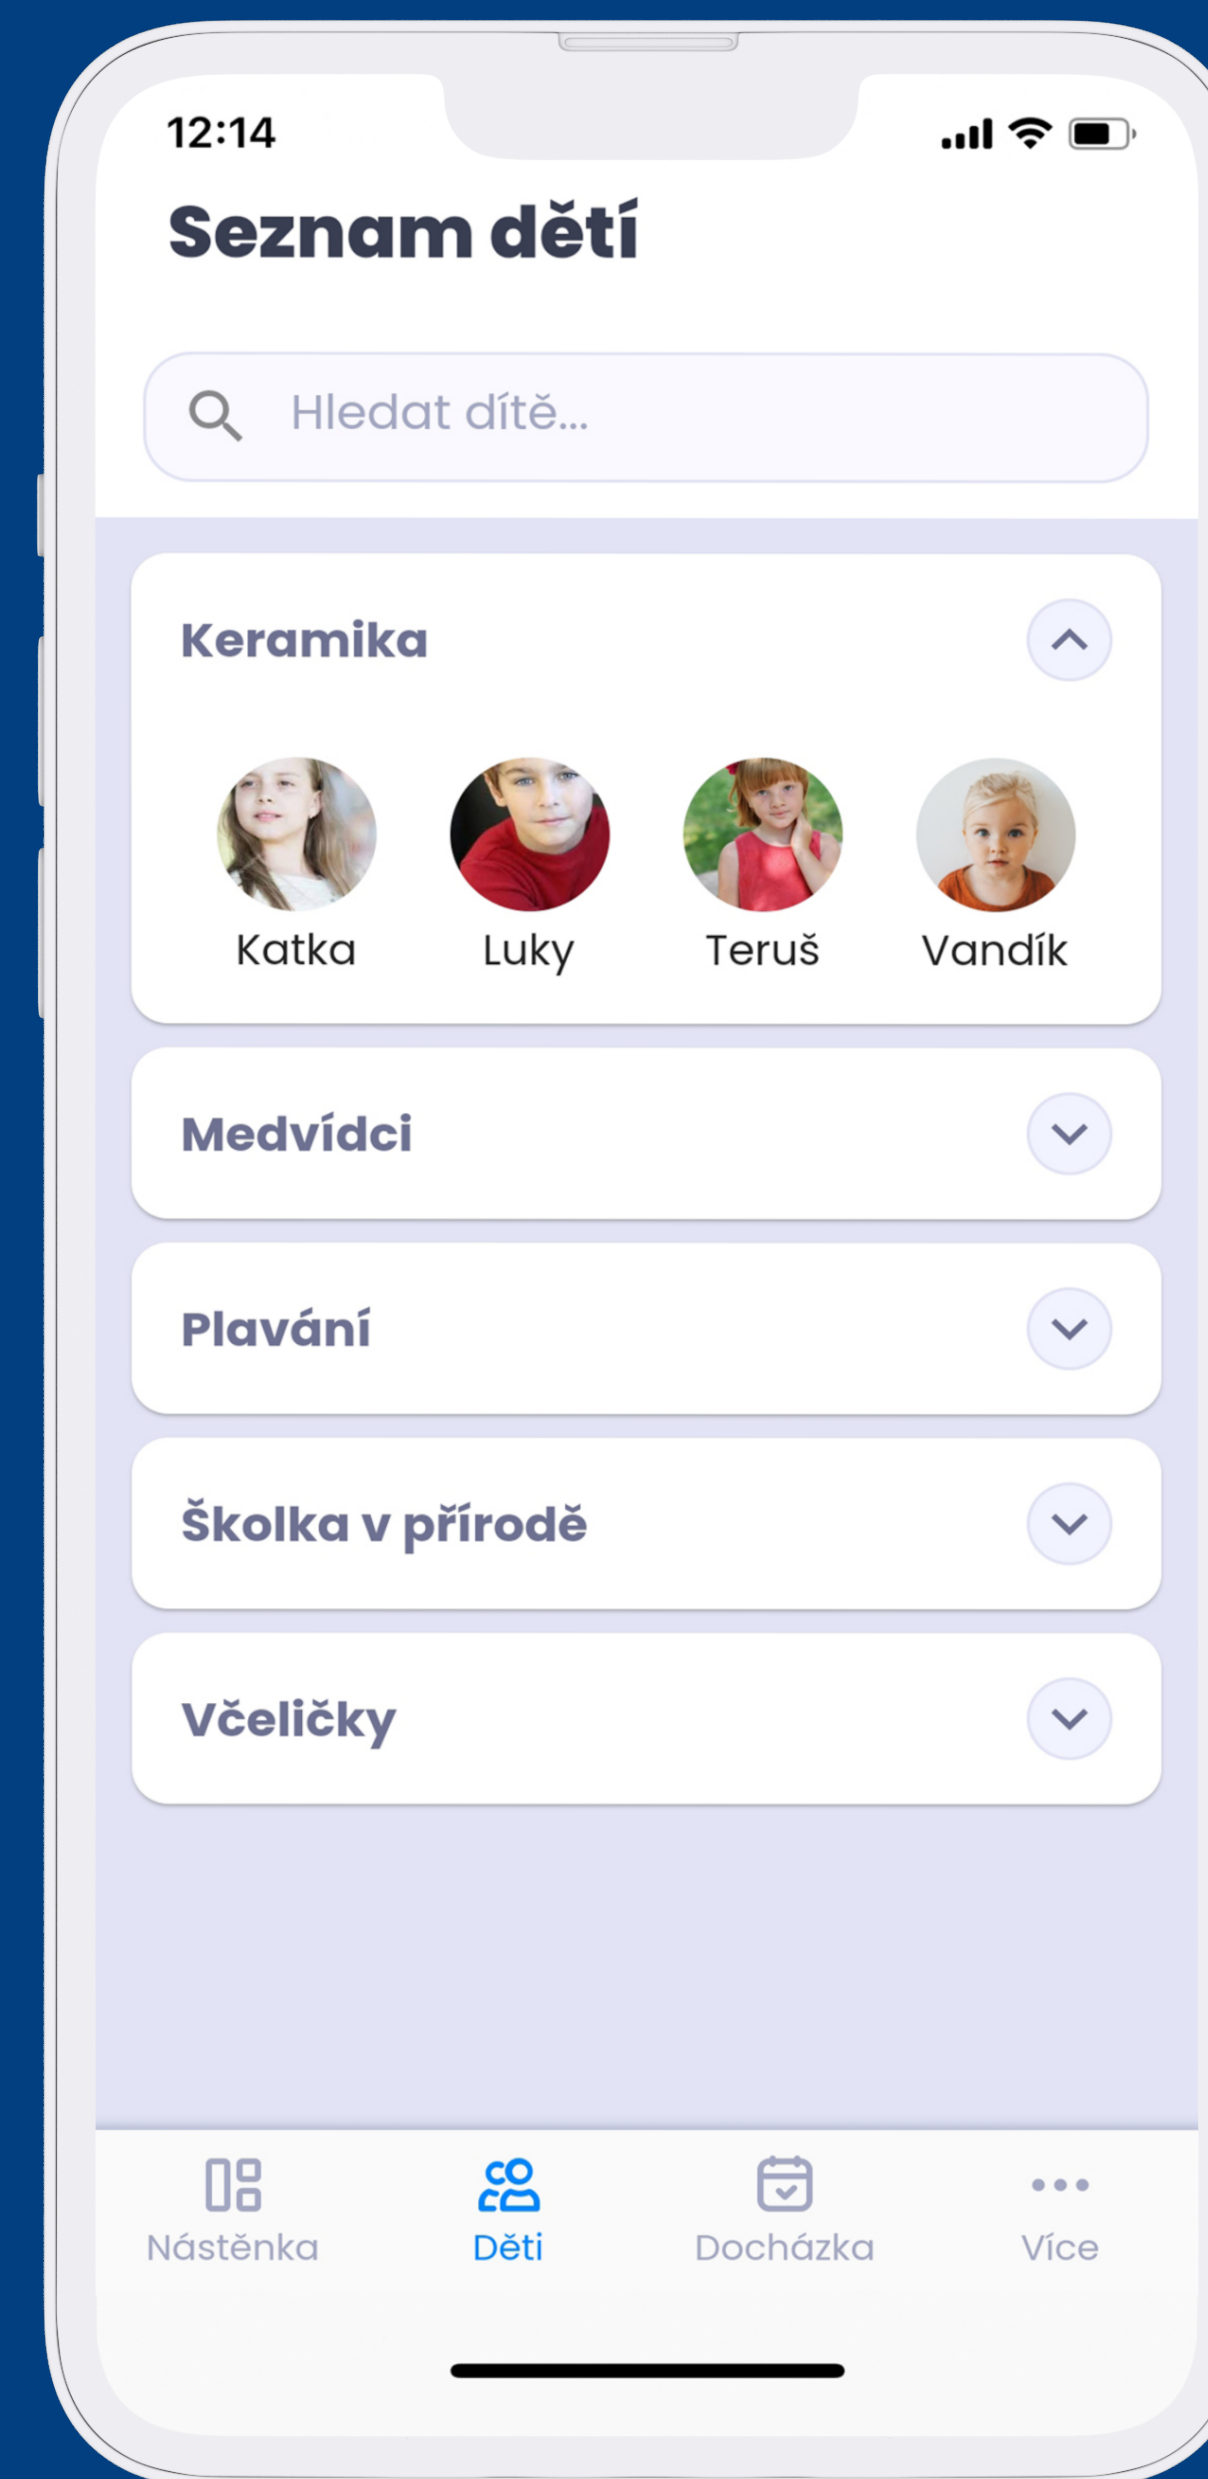 12:14
Seznam dětí
Hledat dítě...
Keramika
Katka Luky Teruš Vandík
Medvídci
Plavání
Školka v přírodě
Včeličky
Nástěnka Děti Docházka Více